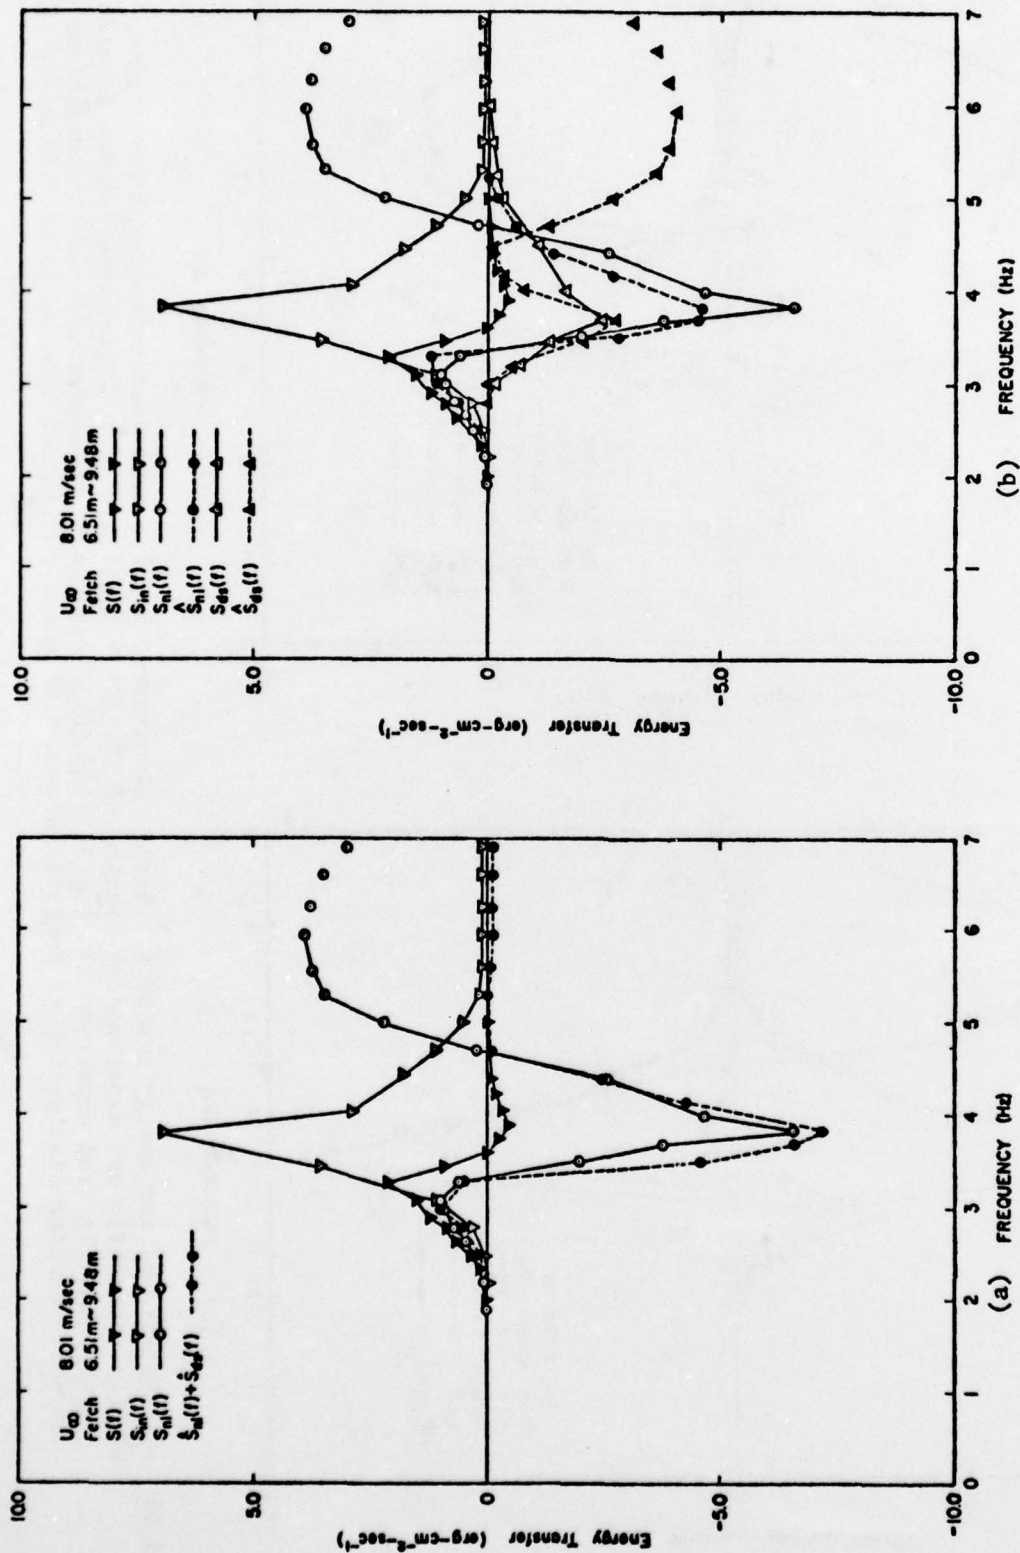 10.0
5.0
0
-5.0
-10.0
Energy Transfer (erg-cm⁻²-sec⁻¹)
U∞ 8.01 m/sec
Fetch 6.51m~9.48m
S(f)
Sin(f)
Snl(f)
Ŝnl(f)+Ŝds(f)
0 1 2 3 4 5 6 7
FREQUENCY (Hz)
(a)
10.0
5.0
0
-5.0
-10.0
Energy Transfer (erg-cm⁻²-sec⁻¹)
U∞ 8.01 m/sec
Fetch 6.51m~9.48m
S(f)
Sin(f)
Snl(f)
Ŝnl(f)
Sds(f)
Ŝds(f)
0 1 2 3 4 5 6 7
FREQUENCY (Hz)
(b)